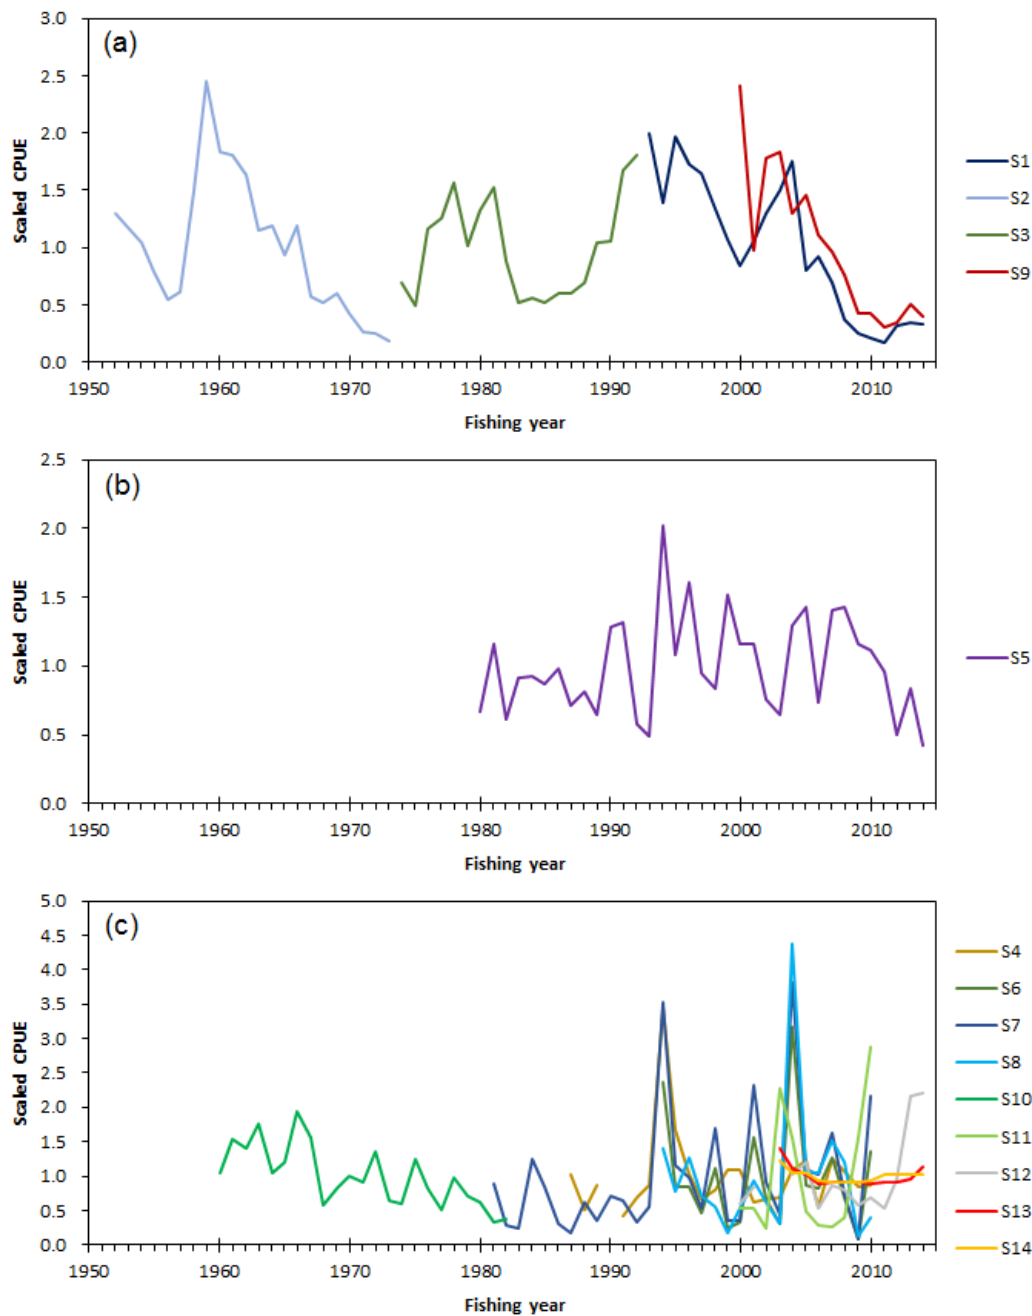 (a)
Scaled CPUE
3.0
2.5
2.0
1.5
1.0
0.5
0.0
1950 1960 1970 1980 1990 2000 2010
Fishing year
S1
S2
S3
S9
(b)
Scaled CPUE
2.5
2.0
1.5
1.0
0.5
0.0
1950 1960 1970 1980 1990 2000 2010
Fishing year
S5
(c)
Scaled CPUE
5.0
4.5
4.0
3.5
3.0
2.5
2.0
1.5
1.0
0.5
0.0
1950 1960 1970 1980 1990 2000 2010
Fishing year
S4
S6
S7
S8
S10
S11
S12
S13
S14